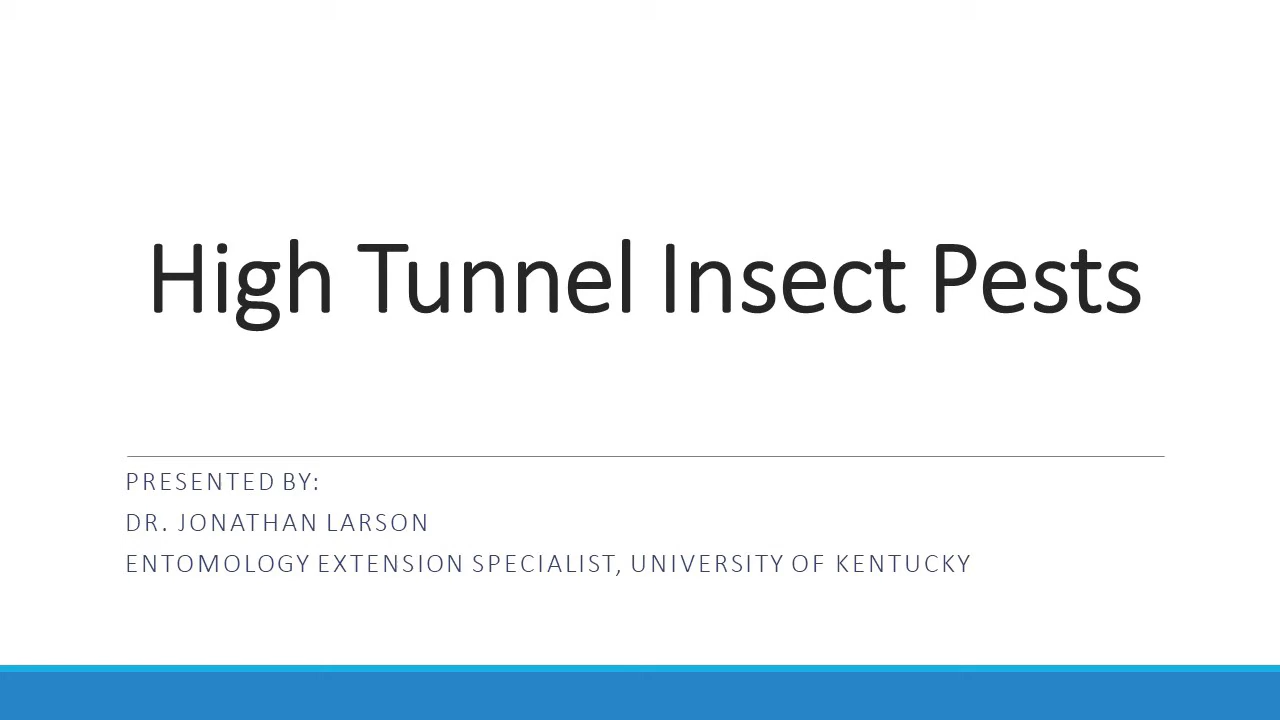 High Tunnel Insect Pests
PRESENTED BY:
DR. JONATHAN LARSON
ENTOMOLOGY EXTENSION SPECIALIST, UNIVERSITY OF KENTUCKY